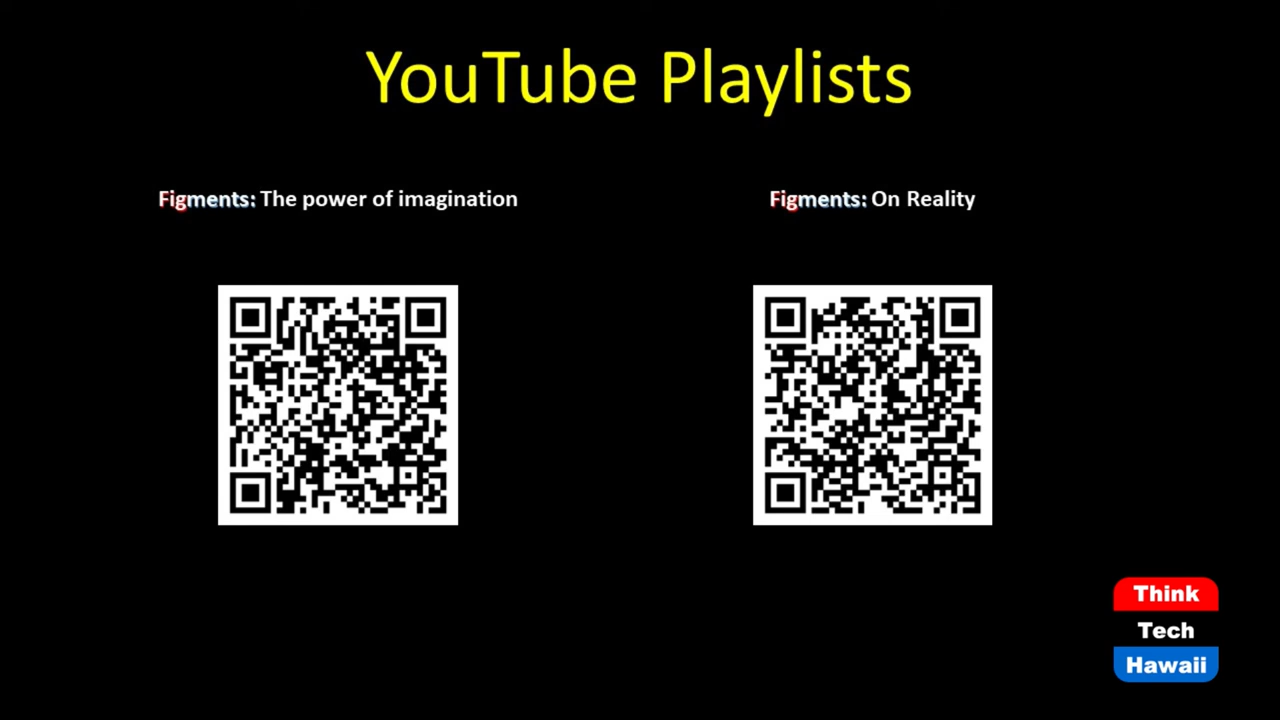 YouTube Playlists
Figments: The power of imagination
Figments: On Reality
Think
Tech
Hawaii